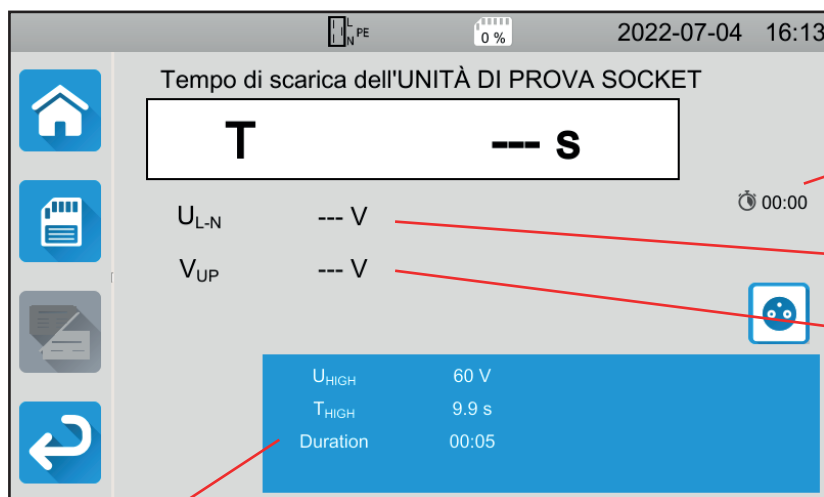 L N PE 0 % 2022-07-04 16:13
Tempo di scarica dell'UNITÀ DI PROVA SOCKET
T --- s
00:00
UL-N --- V
VUP --- V
UHIGH 60 V
THIGH 9.9 s
Duration 00:05